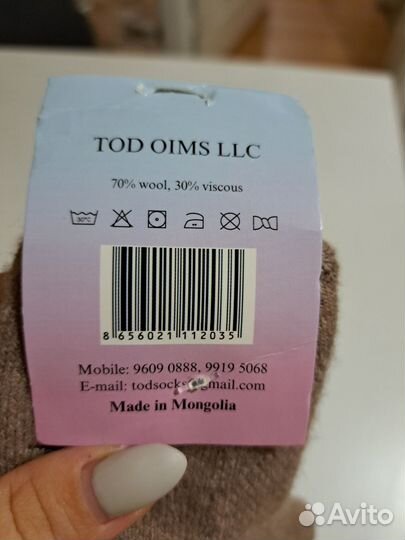 TOD OIMS LLC
70% wool, 30% viscous
30°C
8 656021 112035
Mobile: 9609 0888, 9919 5068
E-mail: todsocks@gmail.com
Made in Mongolia
Avito